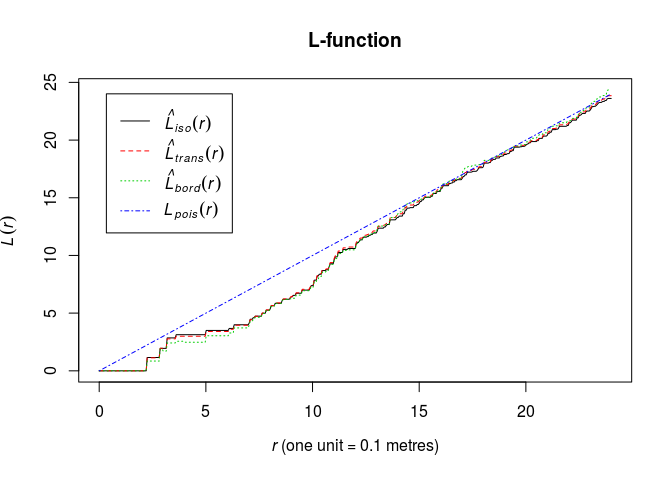 L-function
L̂iso(r)
L̂trans(r)
L̂bord(r)
Lpois(r)
L(r)
25
20
15
10
5
0
0 5 10 15 20
r (one unit = 0.1 metres)